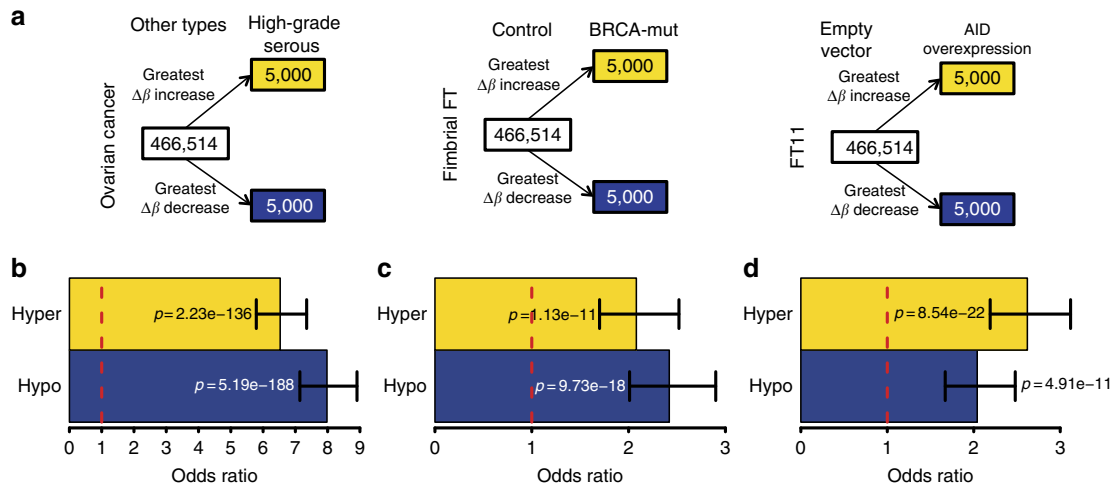 a
Other types
High-grade
serous
Ovarian cancer
Greatest
Δβ increase
5,000
466,514
Greatest
Δβ decrease
5,000
Control
BRCA-mut
Fimbrial FT
Greatest
Δβ increase
5,000
466,514
Greatest
Δβ decrease
5,000
Empty
vector
AID
overexpression
FT11
Greatest
Δβ increase
5,000
466,514
Greatest
Δβ decrease
5,000
b
Hyper
p=2.23e−136
Hypo
p=5.19e−188
0 1 2 3 4 5 6 7 8 9
Odds ratio
c
Hyper
p=1.13e−11
Hypo
p=9.73e−18
0 1 2 3
Odds ratio
d
Hyper
p=8.54e−22
Hypo
p=4.91e−11
0 1 2 3
Odds ratio